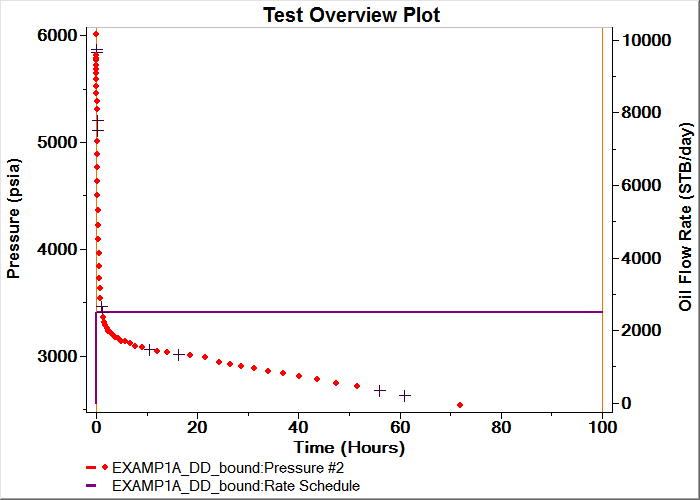 Test Overview Plot
6000
5000
4000
3000
Pressure (psia)
10000
8000
6000
4000
2000
0
Oil Flow Rate (STB/day)
0 20 40 60 80 100
Time (Hours)
EXAMP1A_DD_bound:Pressure #2
EXAMP1A_DD_bound:Rate Schedule